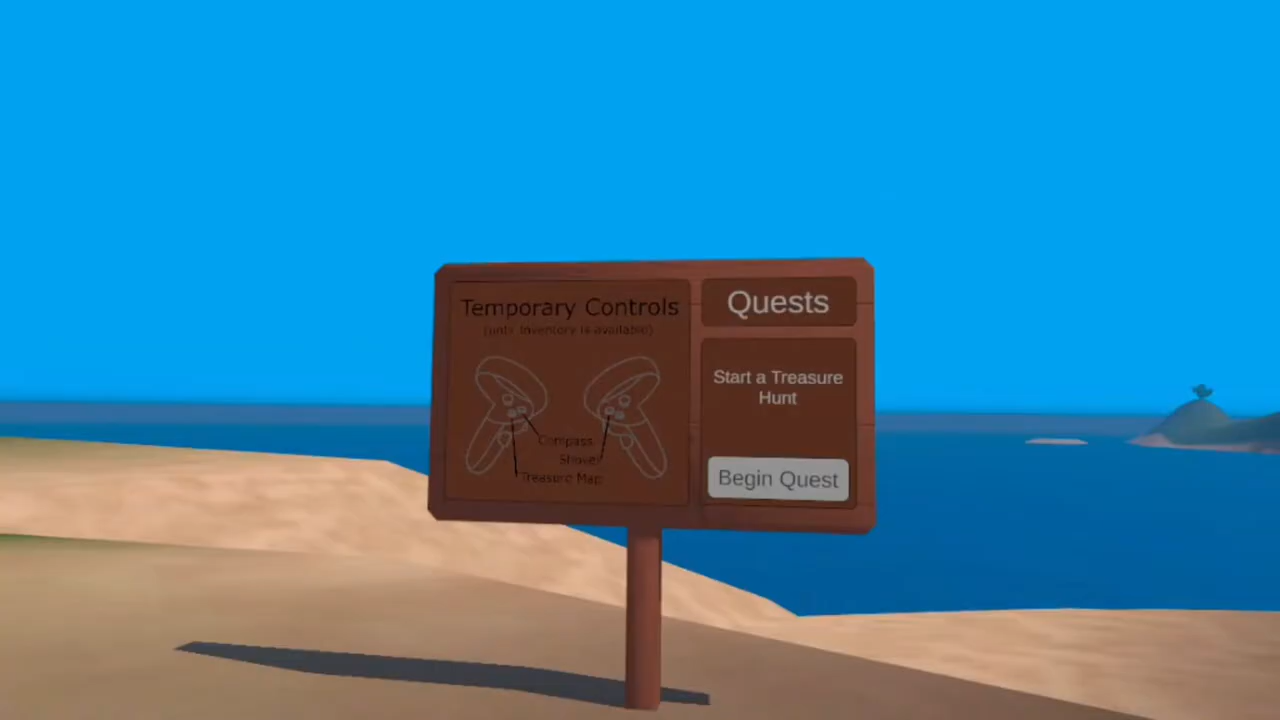 Temporary Controls
(until inventory is available)
Compass
Shovel
Treasure Map
Quests
Start a Treasure
Hunt
Begin Quest